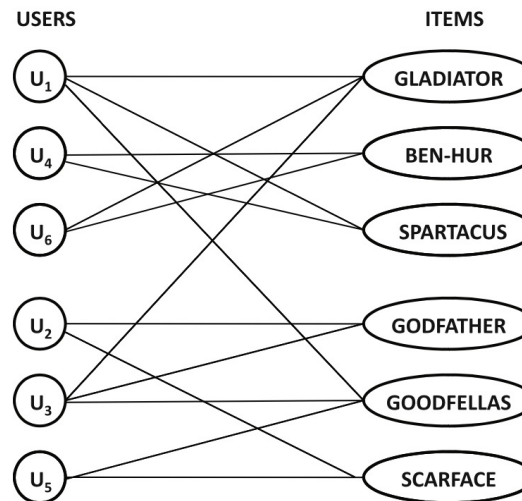 USERS ITEMS
U1 GLADIATOR
U4 BEN-HUR
U6 SPARTACUS
U2 GODFATHER
U3 GOODFELLAS
U5 SCARFACE